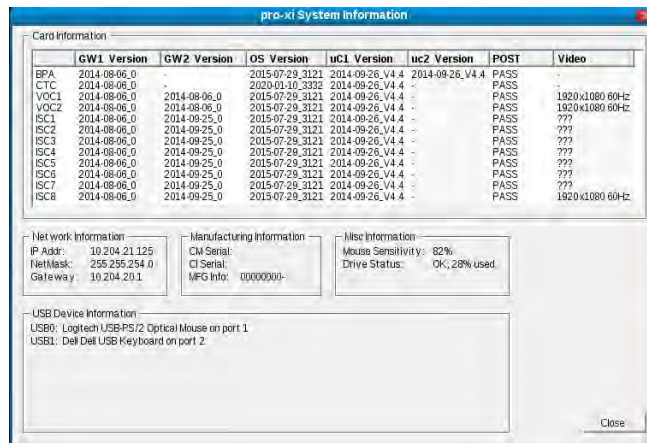 pro-xi System Information
Card Information
GW1 Version GW2 Version OS Version uC1 Version uc2 Version POST Video
BPA 2014-08-06_0 - 2015-07-29_3121 2014-09-26_V4.4 2014-09-26_V4.4 PASS -
CTC 2014-08-06_0 - 2020-01-10_3332 2014-09-26_V4.4 - PASS -
VOC1 2014-08-06_0 2014-08-06_0 2015-07-29_3121 2014-09-26_V4.4 - PASS 1920x1080 60Hz
VOC2 2014-08-06_0 2014-08-06_0 2015-07-29_3121 2014-09-26_V4.4 - PASS 1920x1080 60Hz
ISC1 2014-08-06_0 2014-09-25_0 2015-07-29_3121 2014-09-26_V4.4 - PASS ???
ISC2 2014-08-06_0 2014-09-25_0 2015-07-29_3121 2014-09-26_V4.4 - PASS ???
ISC3 2014-08-06_0 2014-09-25_0 2015-07-29_3121 2014-09-26_V4.4 - PASS ???
ISC4 2014-08-06_0 2014-09-25_0 2015-07-29_3121 2014-09-26_V4.4 - PASS ???
ISC5 2014-08-06_0 2014-09-25_0 2015-07-29_3121 2014-09-26_V4.4 - PASS ???
ISC6 2014-08-06_0 2014-09-25_0 2015-07-29_3121 2014-09-26_V4.4 - PASS ???
ISC7 2014-08-06_0 2014-09-25_0 2015-07-29_3121 2014-09-26_V4.4 - PASS ???
ISC8 2014-08-06_0 2014-09-25_0 2015-07-29_3121 2014-09-26_V4.4 - PASS 1920x1080 60Hz
Network Information Manufacturing Information Misc Information
IP Addr: 10.204.21.125 CM Serial: Mouse Sensitivity: 82%
NetMask: 255.255.254.0 CI Serial: Drive Status: OK, 28% used
Gateway: 10.204.20.1 MFG Info: 00000000-
USB Device Information
USB0: Logitech USB-PS/2 Optical Mouse on port 1
USB1: Dell Dell USB Keyboard on port 2
Close